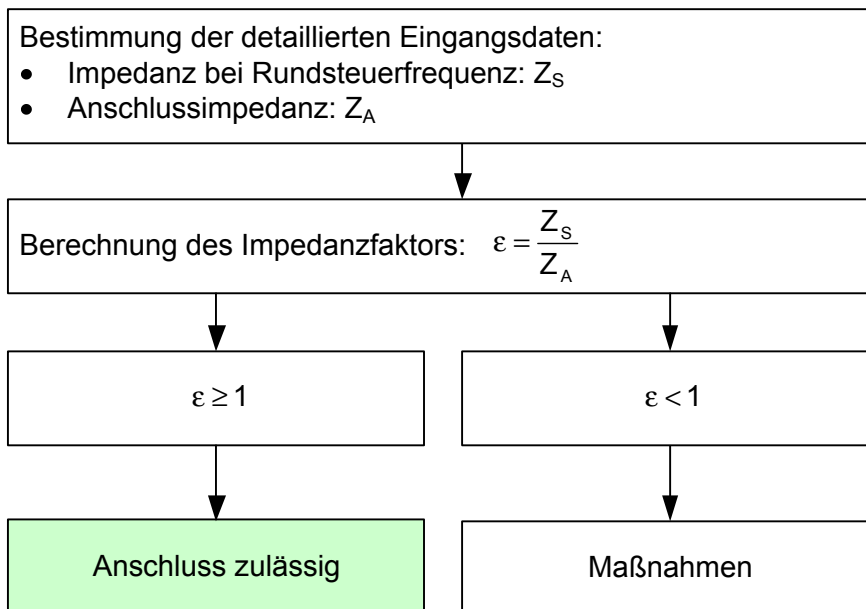 Bestimmung der detaillierten Eingangsdaten:
• Impedanz bei Rundsteuerfrequenz: Z_S
• Anschlussimpedanz: Z_A
Berechnung des Impedanzfaktors: ε = Z_S / Z_A
ε ≥ 1
ε < 1
Anschluss zulässig
Maßnahmen